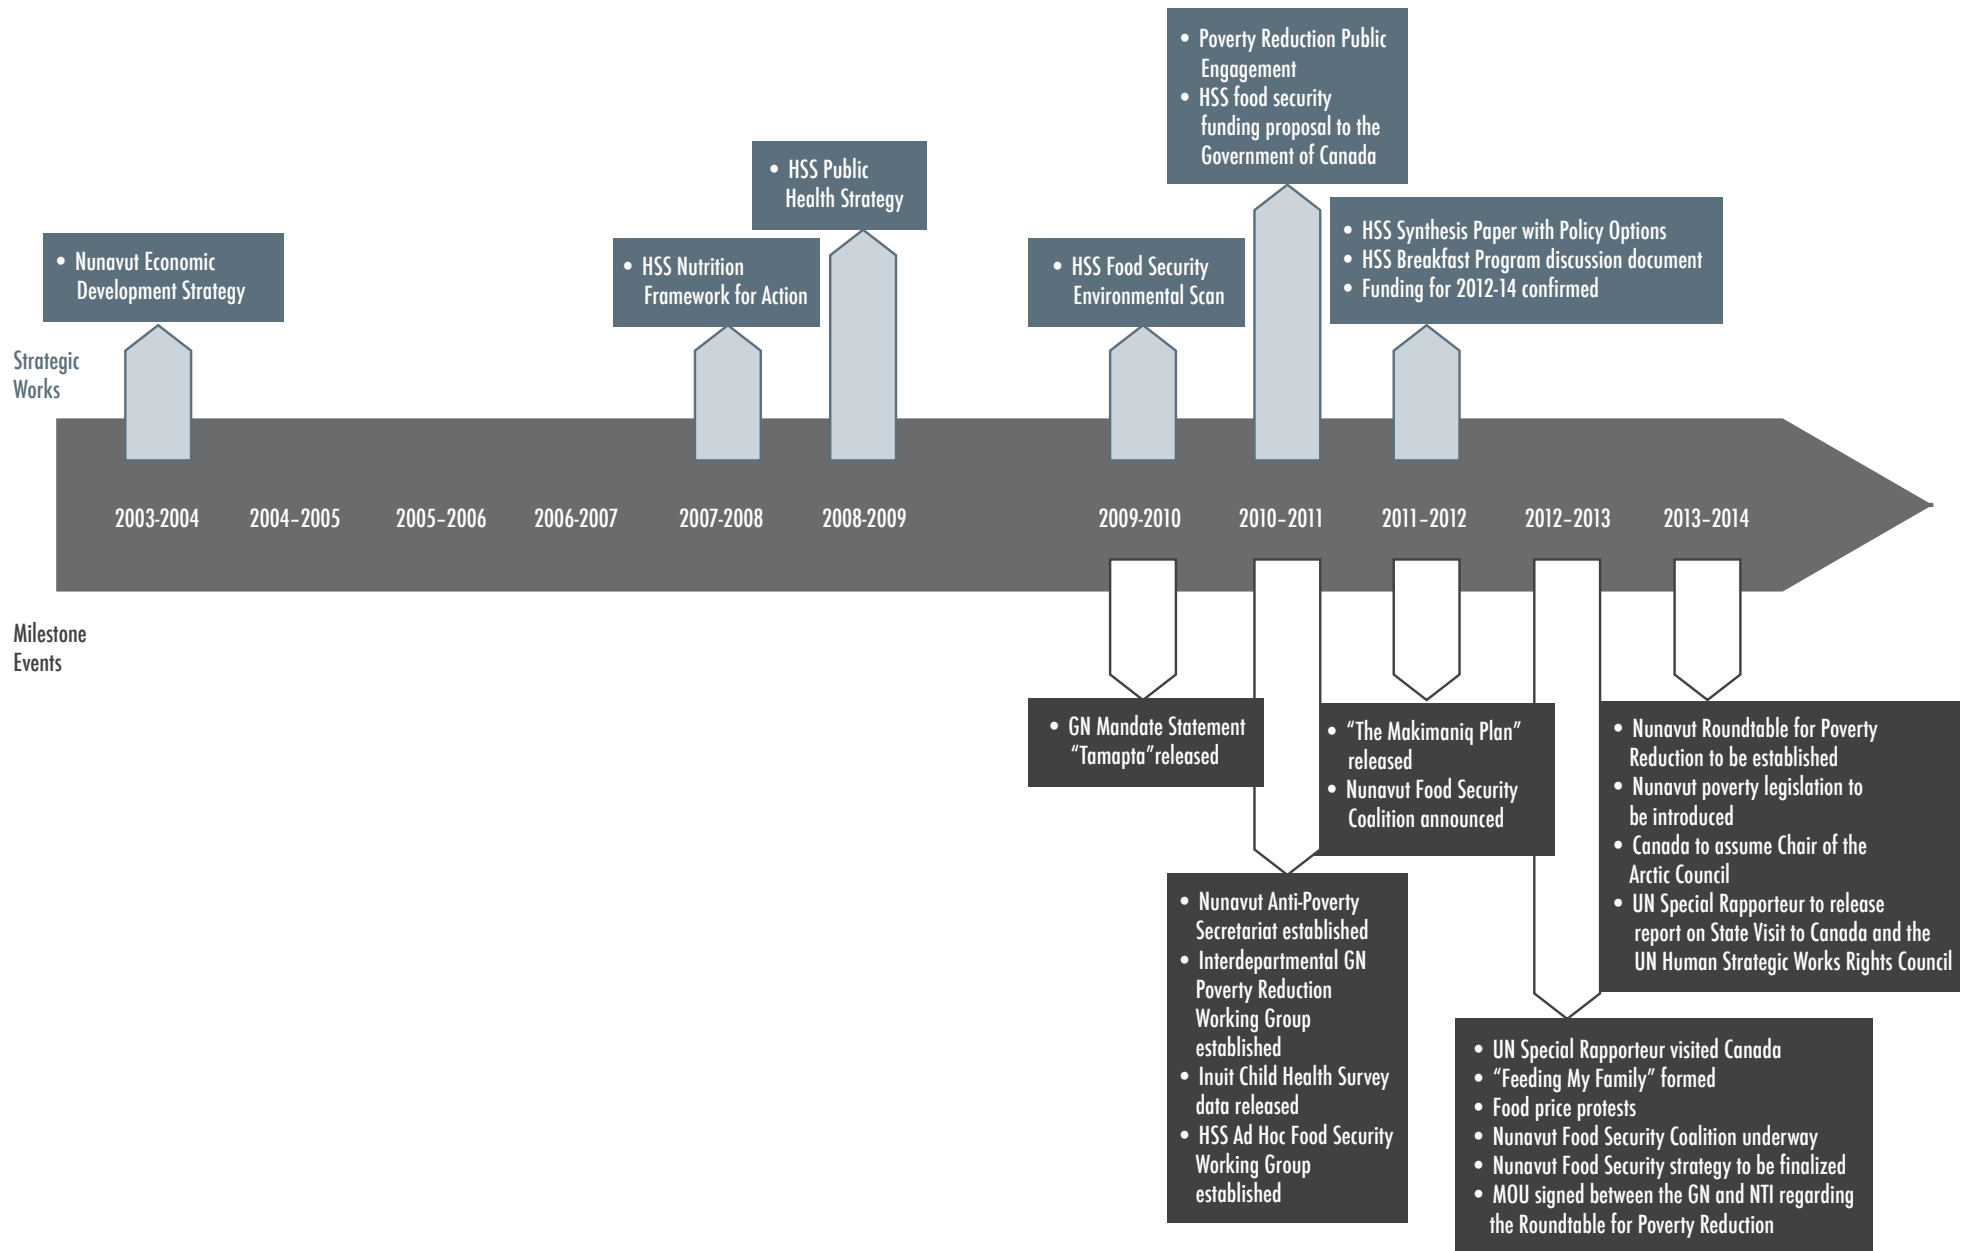 • Poverty Reduction Public
Engagement
• HSS food security
funding proposal to the
Government of Canada
• HSS Public
Health Strategy
• Nunavut Economic
Development Strategy
• HSS Nutrition
Framework for Action
• HSS Food Security
Environmental Scan
• HSS Synthesis Paper with Policy Options
• HSS Breakfast Program discussion document
• Funding for 2012-14 confirmed
Strategic
Works
2003-2004
2004–2005
2005–2006
2006-2007
2007-2008
2008-2009
2009-2010
2010–2011
2011–2012
2012–2013
2013–2014
Milestone
Events
• GN Mandate Statement
“Tamapta”released
• “The Makimaniq Plan”
released
• Nunavut Food Security
Coalition announced
• Nunavut Roundtable for Poverty
Reduction to be established
• Nunavut poverty legislation to
be introduced
• Canada to assume Chair of the
Arctic Council
• UN Special Rapporteur to release
report on State Visit to Canada and the
UN Human Strategic Works Rights Council
• Nunavut Anti-Poverty
Secretariat established
• Interdepartmental GN
Poverty Reduction
Working Group
established
• Inuit Child Health Survey
data released
• HSS Ad Hoc Food Security
Working Group
established
• UN Special Rapporteur visited Canada
• “Feeding My Family” formed
• Food price protests
• Nunavut Food Security Coalition underway
• Nunavut Food Security strategy to be finalized
• MOU signed between the GN and NTI regarding
the Roundtable for Poverty Reduction